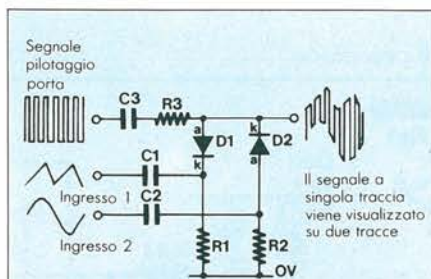 Segnale
pilotaggio
porta
C3
R3
a
D1
k
k
D2
a
C1
Ingresso 1
C2
Ingresso 2
R1
R2
OV
Il segnale a
singola traccia
viene visualizzato
su due tracce